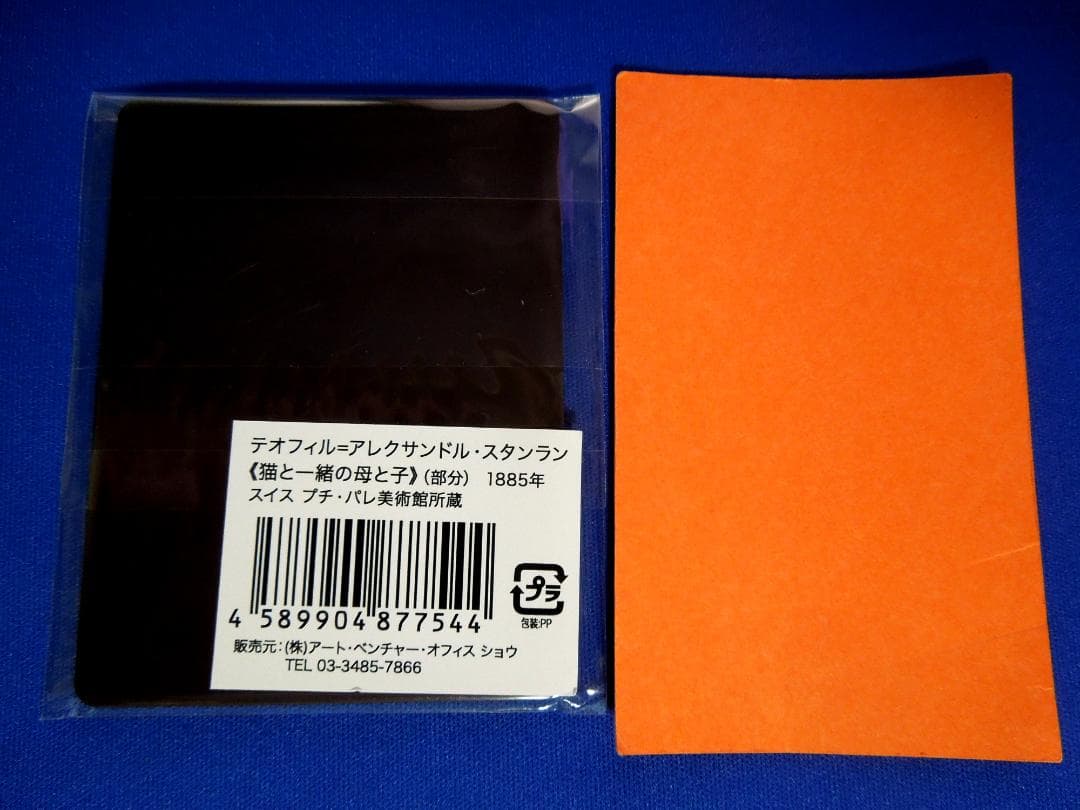 テオフィル=アレクサンドル・スタンラン
《猫と一緒の母と子》（部分） 1885年
スイス プチ・パレ美術館所蔵
4 589904 877544
プラ
包装:PP
販売元：(株)アート・ベンチャー・オフィス ショウ
TEL 03-3485-7866